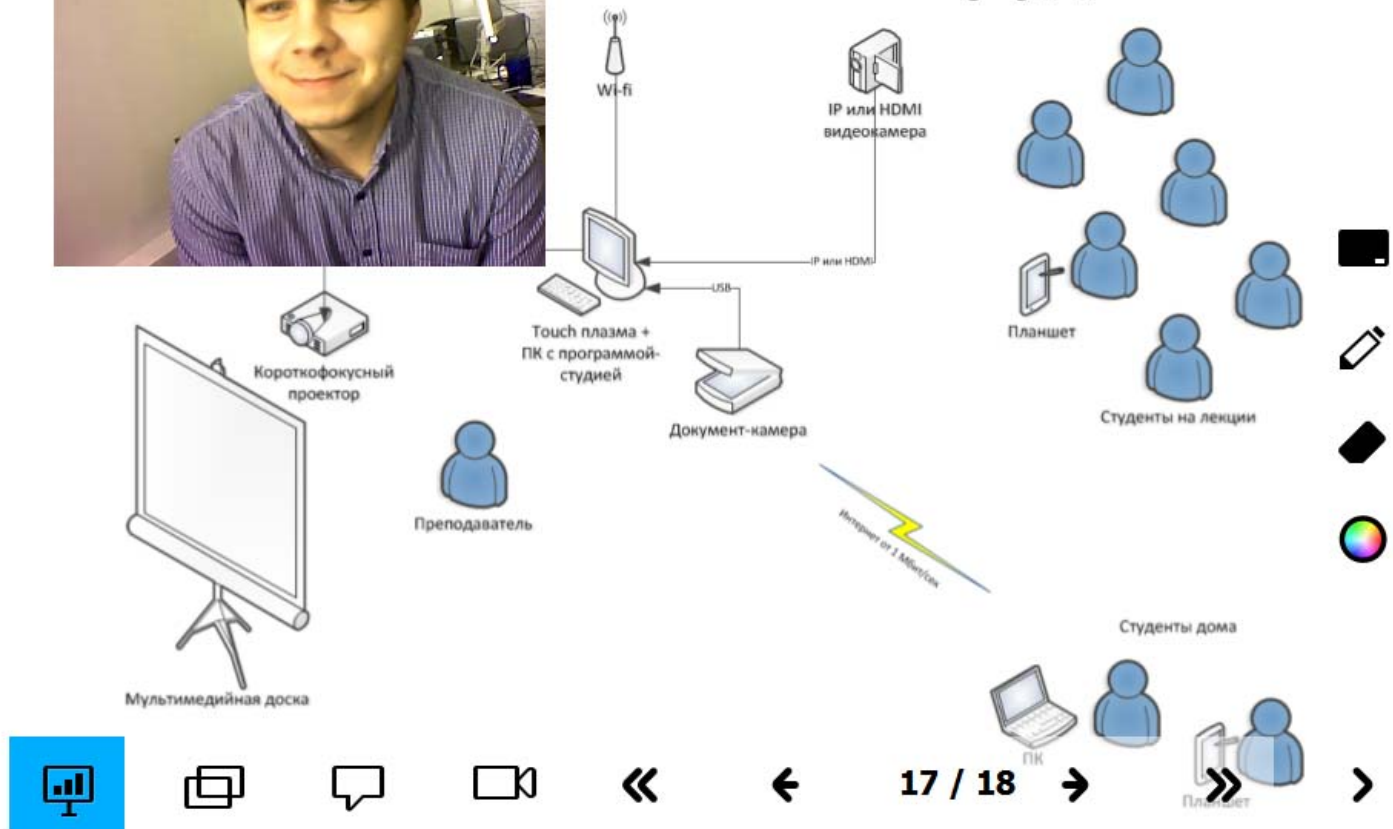 Wi-fi
IP или HDMI
видеокамера
IP или HDMI
USB
Touch плазма +
ПК с программой-
студией
Планшет
Короткофокусный
проектор
Студенты на лекции
Документ-камера
Преподаватель
Интернет от 1 Мбит/сек
Студенты дома
Мультимедийная доска
ПК
17 / 18
Планшет